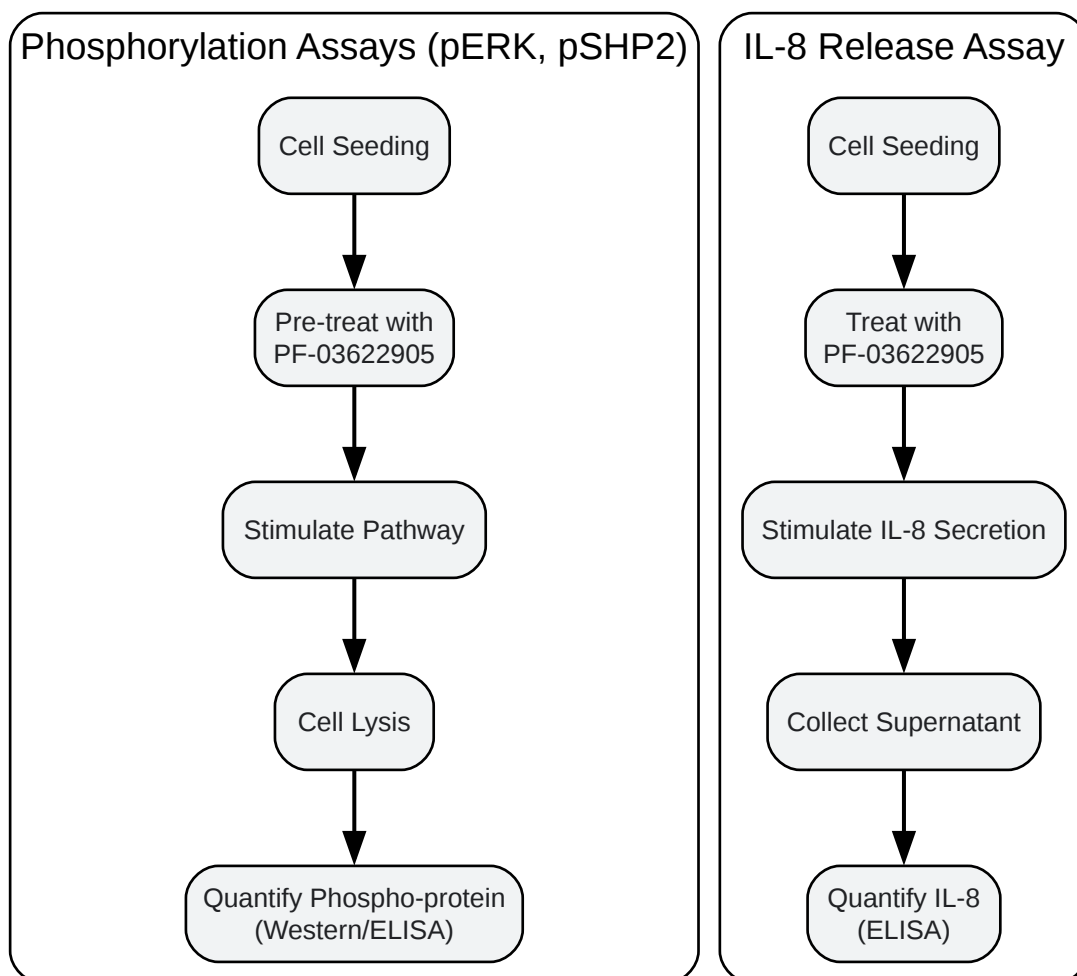 Phosphorylation Assays (pERK, pSHP2)
Cell Seeding
Pre-treat with
PF-03622905
Stimulate Pathway
Cell Lysis
Quantify Phospho-protein
(Western/ELISA)
IL-8 Release Assay
Cell Seeding
Treat with
PF-03622905
Stimulate IL-8 Secretion
Collect Supernatant
Quantify IL-8
(ELISA)